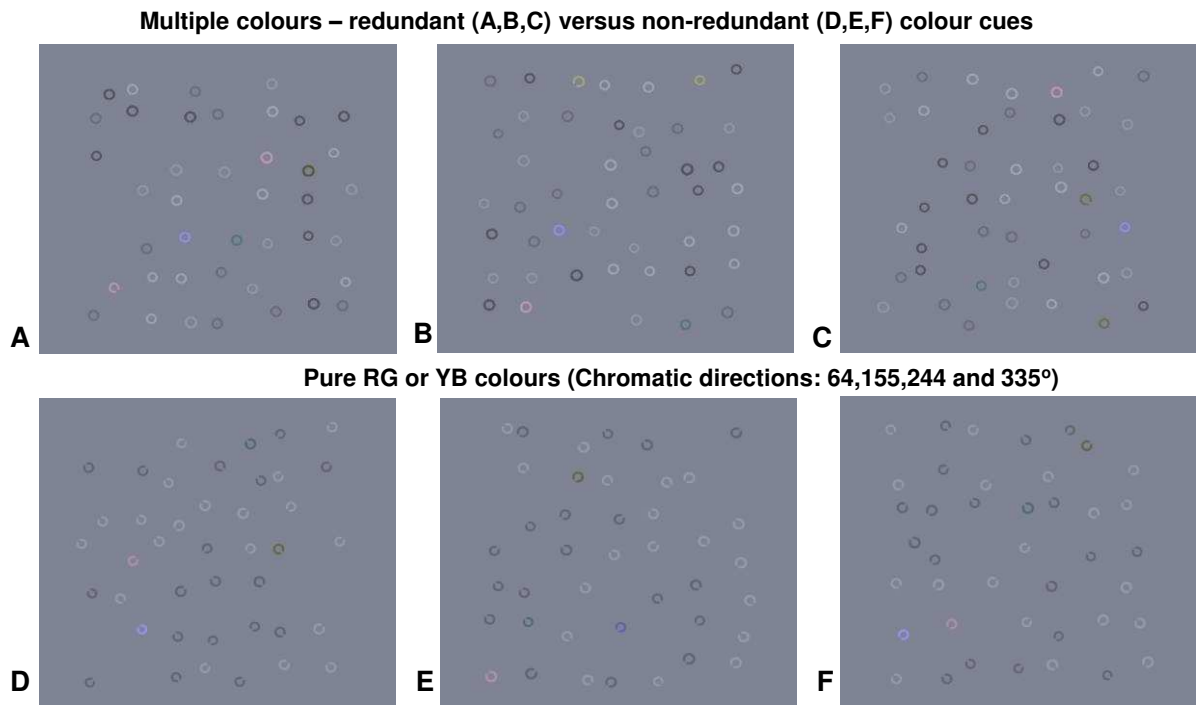 Multiple colours – redundant (A,B,C) versus non-redundant (D,E,F) colour cues
A
B
C
Pure RG or YB colours (Chromatic directions: 64,155,244 and 335º)
D
E
F